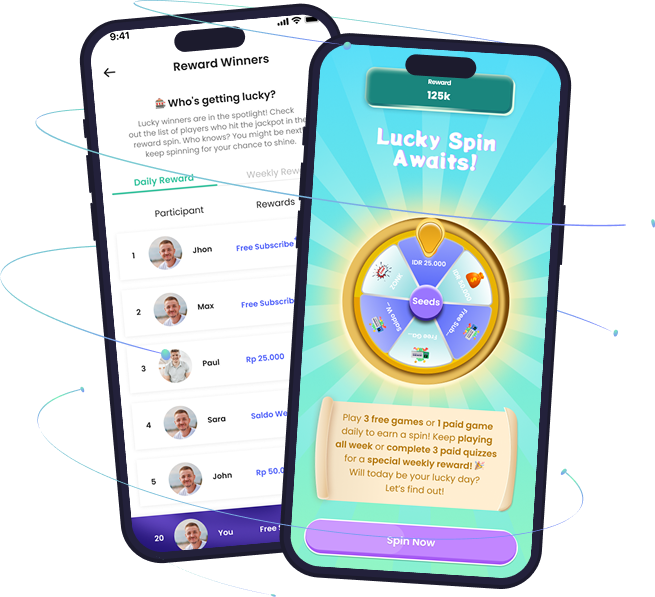 9:41
Reward Winners
Who's getting lucky?
Lucky winners are in the spotlight! Check
out the list of players who hit the jackpot in the
reward spin. Who knows? You might be next!
keep spinning for your chance to shine.
Daily Reward
Weekly Rew
Participant
Rewards
1 Jhon Free Subscribe
2 Max Free Subscrib
3 Paul Rp 25.000
4 Sara Saldo We
5 John Rp 50.0
20 You Free
Reward
125k
Lucky Spin
Awaits!
IDR 25.000
Free Sub..
Free Ga..
Saldo W..
ZONK
Seeds
Play 3 free games or 1 paid game
daily to earn a spin! Keep playing
all week or complete 3 paid quizzes
for a special weekly reward! 🎉
Will today be your lucky day?
Let's find out!
Spin Now